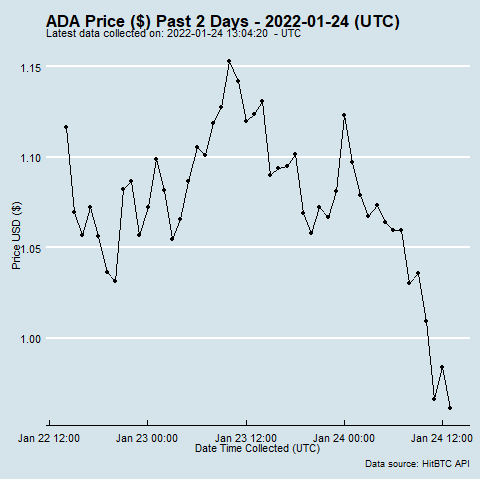 ADA Price ($) Past 2 Days - 2022-01-24 (UTC)
Latest data collected on: 2022-01-24 13:04:20  - UTC
1.15
1.10
1.05
1.00
Price USD ($)
Jan 22 12:00
Jan 23 00:00
Jan 23 12:00
Jan 24 00:00
Jan 24 12:00
Date Time Collected (UTC)
Data source: HitBTC API